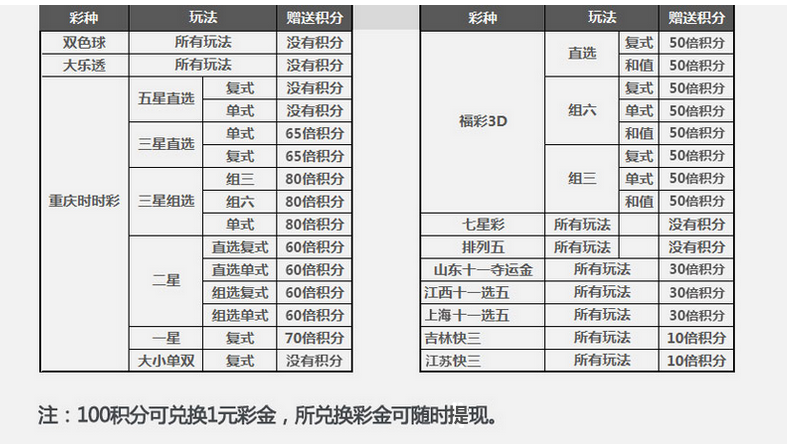 彩种 玩法 赠送积分
双色球 所有玩法 没有积分
大乐透 所有玩法 没有积分
重庆时时彩 五星直选 复式 没有积分
单式 没有积分
三星直选 单式 65倍积分
复式 65倍积分
三星组选 组三 80倍积分
组六 80倍积分
单式 80倍积分
二星 直选复式 60倍积分
直选单式 60倍积分
组选复式 60倍积分
组选单式 60倍积分
一星 复式 70倍积分
大小单双 复式 没有积分
彩种 玩法 赠送积分
福彩3D 直选 复式 50倍积分
和值 50倍积分
组六 复式 50倍积分
单式 50倍积分
和值 50倍积分
组三 复式 50倍积分
单式 50倍积分
和值 50倍积分
七星彩 所有玩法 没有积分
排列五 所有玩法 没有积分
山东十一夺运金 所有玩法 30倍积分
江西十一选五 所有玩法 30倍积分
上海十一选五 所有玩法 30倍积分
吉林快三 所有玩法 10倍积分
江苏快三 所有玩法 10倍积分
注：100积分可兑换1元彩金，所兑换彩金可随时提现。